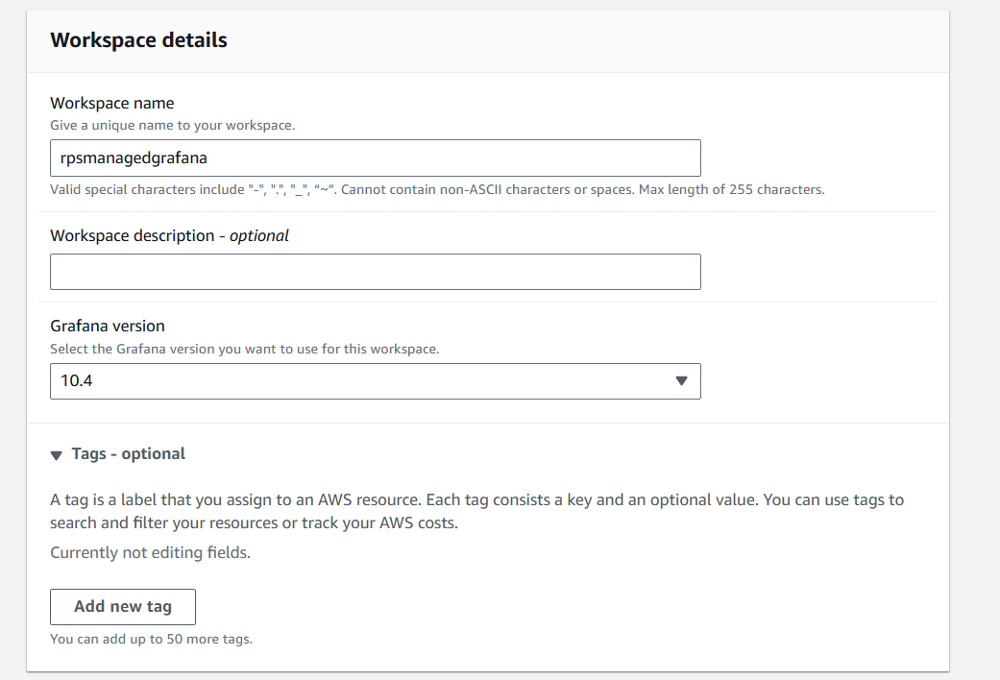 Workspace details
Workspace name
Give a unique name to your workspace.
rpsmanagedgrafana
Valid special characters include "-", ".", "_", “~”. Cannot contain non-ASCII characters or spaces. Max length of 255 characters.
Workspace description - optional
Grafana version
Select the Grafana version you want to use for this workspace.
10.4
Tags - optional
A tag is a label that you assign to an AWS resource. Each tag consists a key and an optional value. You can use tags to
search and filter your resources or track your AWS costs.
Currently not editing fields.
Add new tag
You can add up to 50 more tags.